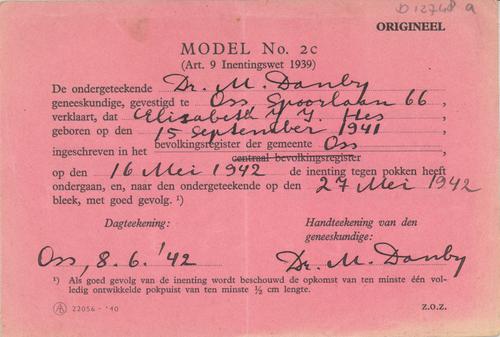 D 12748 a
ORIGINEEL
MODEL No. 2c
(Art. 9 Inentingswet 1939)
De ondergeteekende Dr. M. Danby
geneeskundige, gevestigd te Oss Spoorlaan 66,
verklaart, dat Elisabeth Y. J. Hes
geboren op den 15 September 1941
ingeschreven in het bevolkingsregister der gemeente Oss
centraal bevolkingsregister
op den 16 Mei 1942 de inenting tegen pokken heeft
ondergaan, en, naar den ondergeteekende op den 27 Mei 1942
bleek, met goed gevolg. ¹)
Dagteekening:
Handteekening van den
geneeskundige:
Oss, 8.6.'42
Dr. M. Danby
¹) Als goed gevolg van de inenting wordt beschouwd de opkomst van ten minste één vol-
ledig ontwikkelde pokpuist van ten minste ½ cm lengte.
22056 - '40
Z.O.Z.